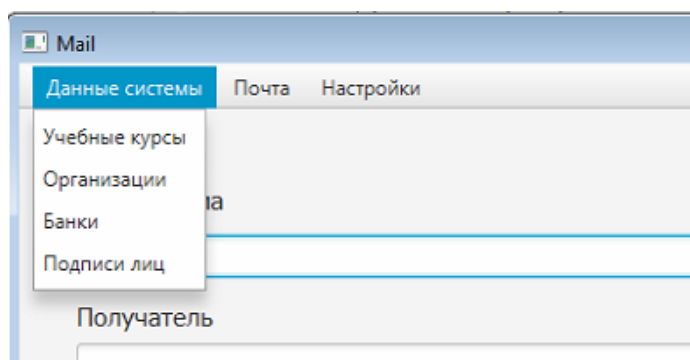 Mail
Данные системы Почта Настройки
Учебные курсы
Организации
Банки
Подписи лиц
Получатель